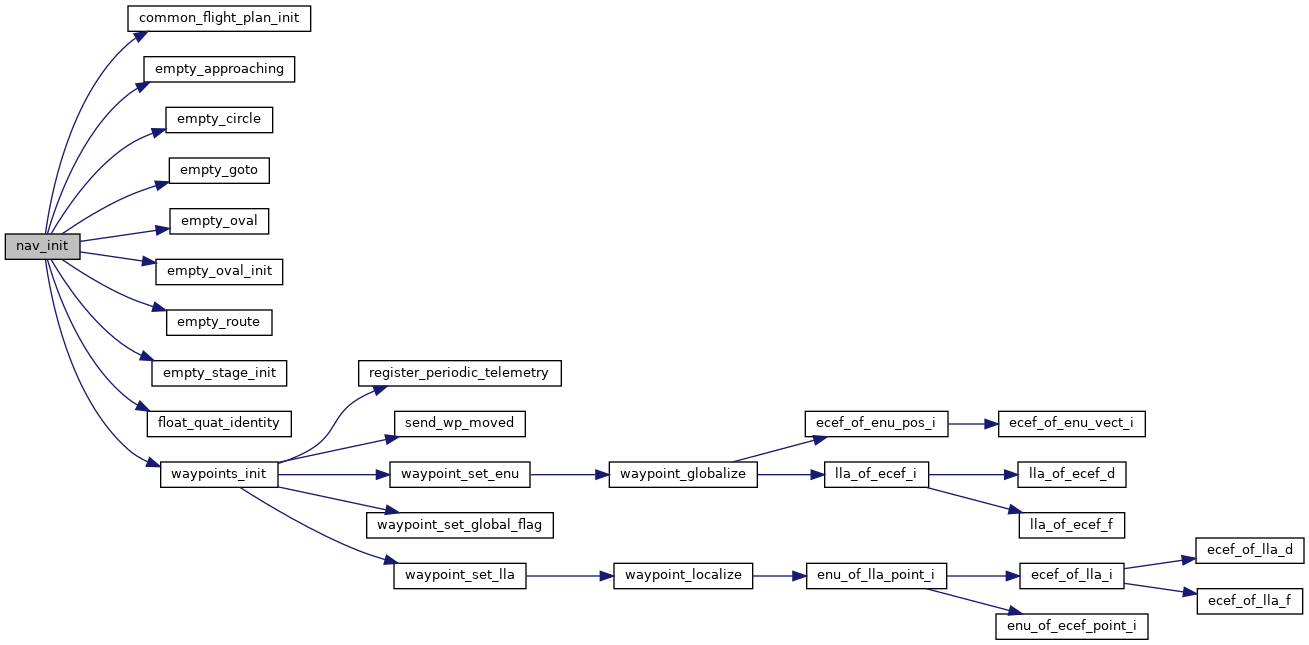 common_flight_plan_init
empty_approaching
empty_circle
empty_goto
empty_oval
nav_init
empty_oval_init
empty_route
empty_stage_init
register_periodic_telemetry
float_quat_identity
send_wp_moved
ecef_of_enu_pos_i
ecef_of_enu_vect_i
waypoints_init
waypoint_set_enu
waypoint_globalize
lla_of_ecef_i
lla_of_ecef_d
waypoint_set_global_flag
lla_of_ecef_f
ecef_of_lla_d
waypoint_set_lla
waypoint_localize
enu_of_lla_point_i
ecef_of_lla_i
ecef_of_lla_f
enu_of_ecef_point_i